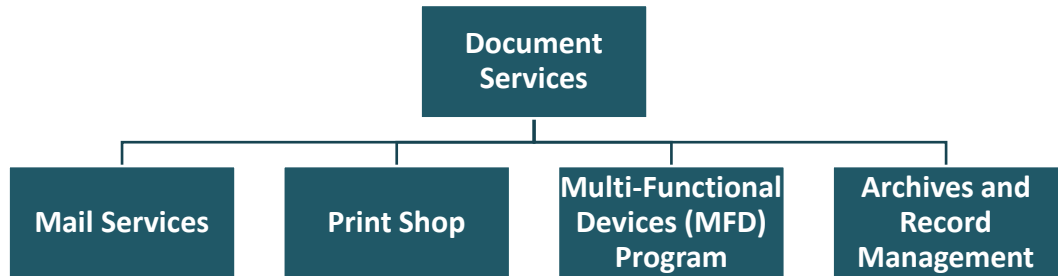 Document
Services
Mail Services
Print Shop
Multi-Functional
Devices (MFD)
Program
Archives and
Record
Management